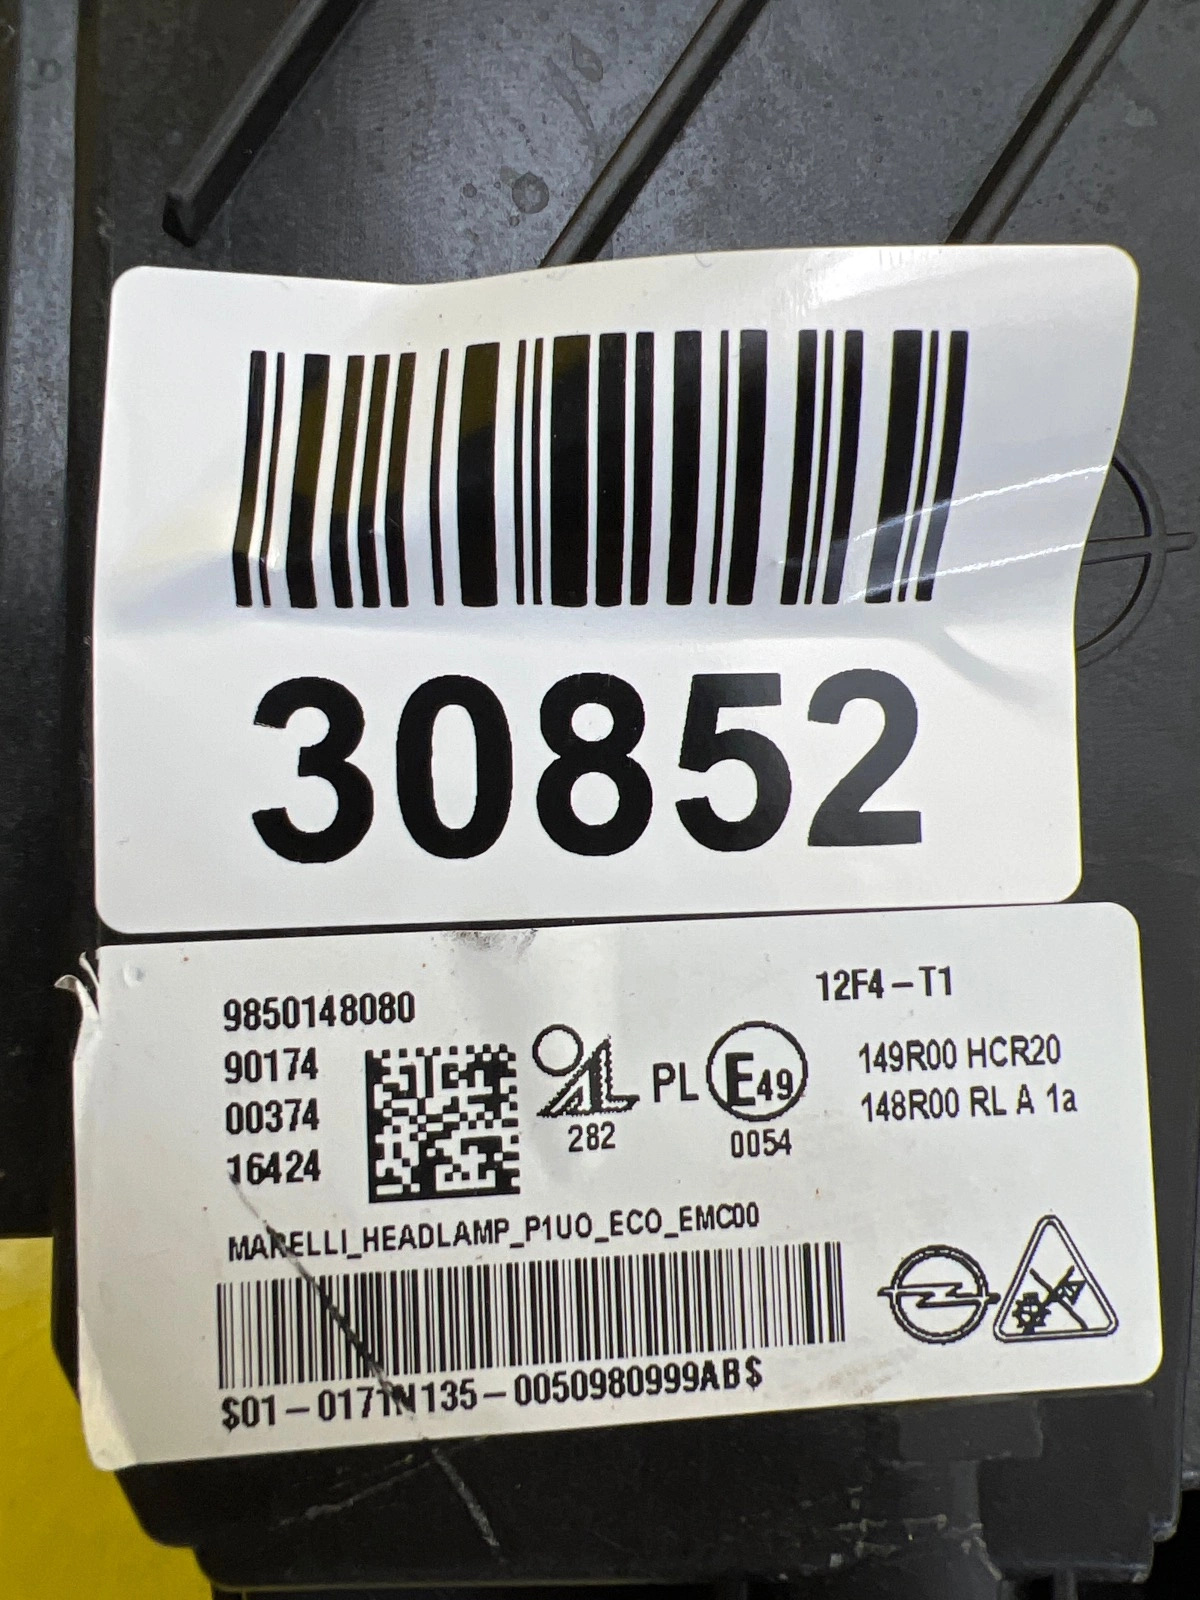 30852
9850148080
12F4-T1
90174
00374
16424
282
PL
E49
0054
149R00 HCR20
148R00 RL A 1a
MARELLI_HEADLAMP_P1UO_ECO_EMC00
$01-0171N135-0050980999AB$